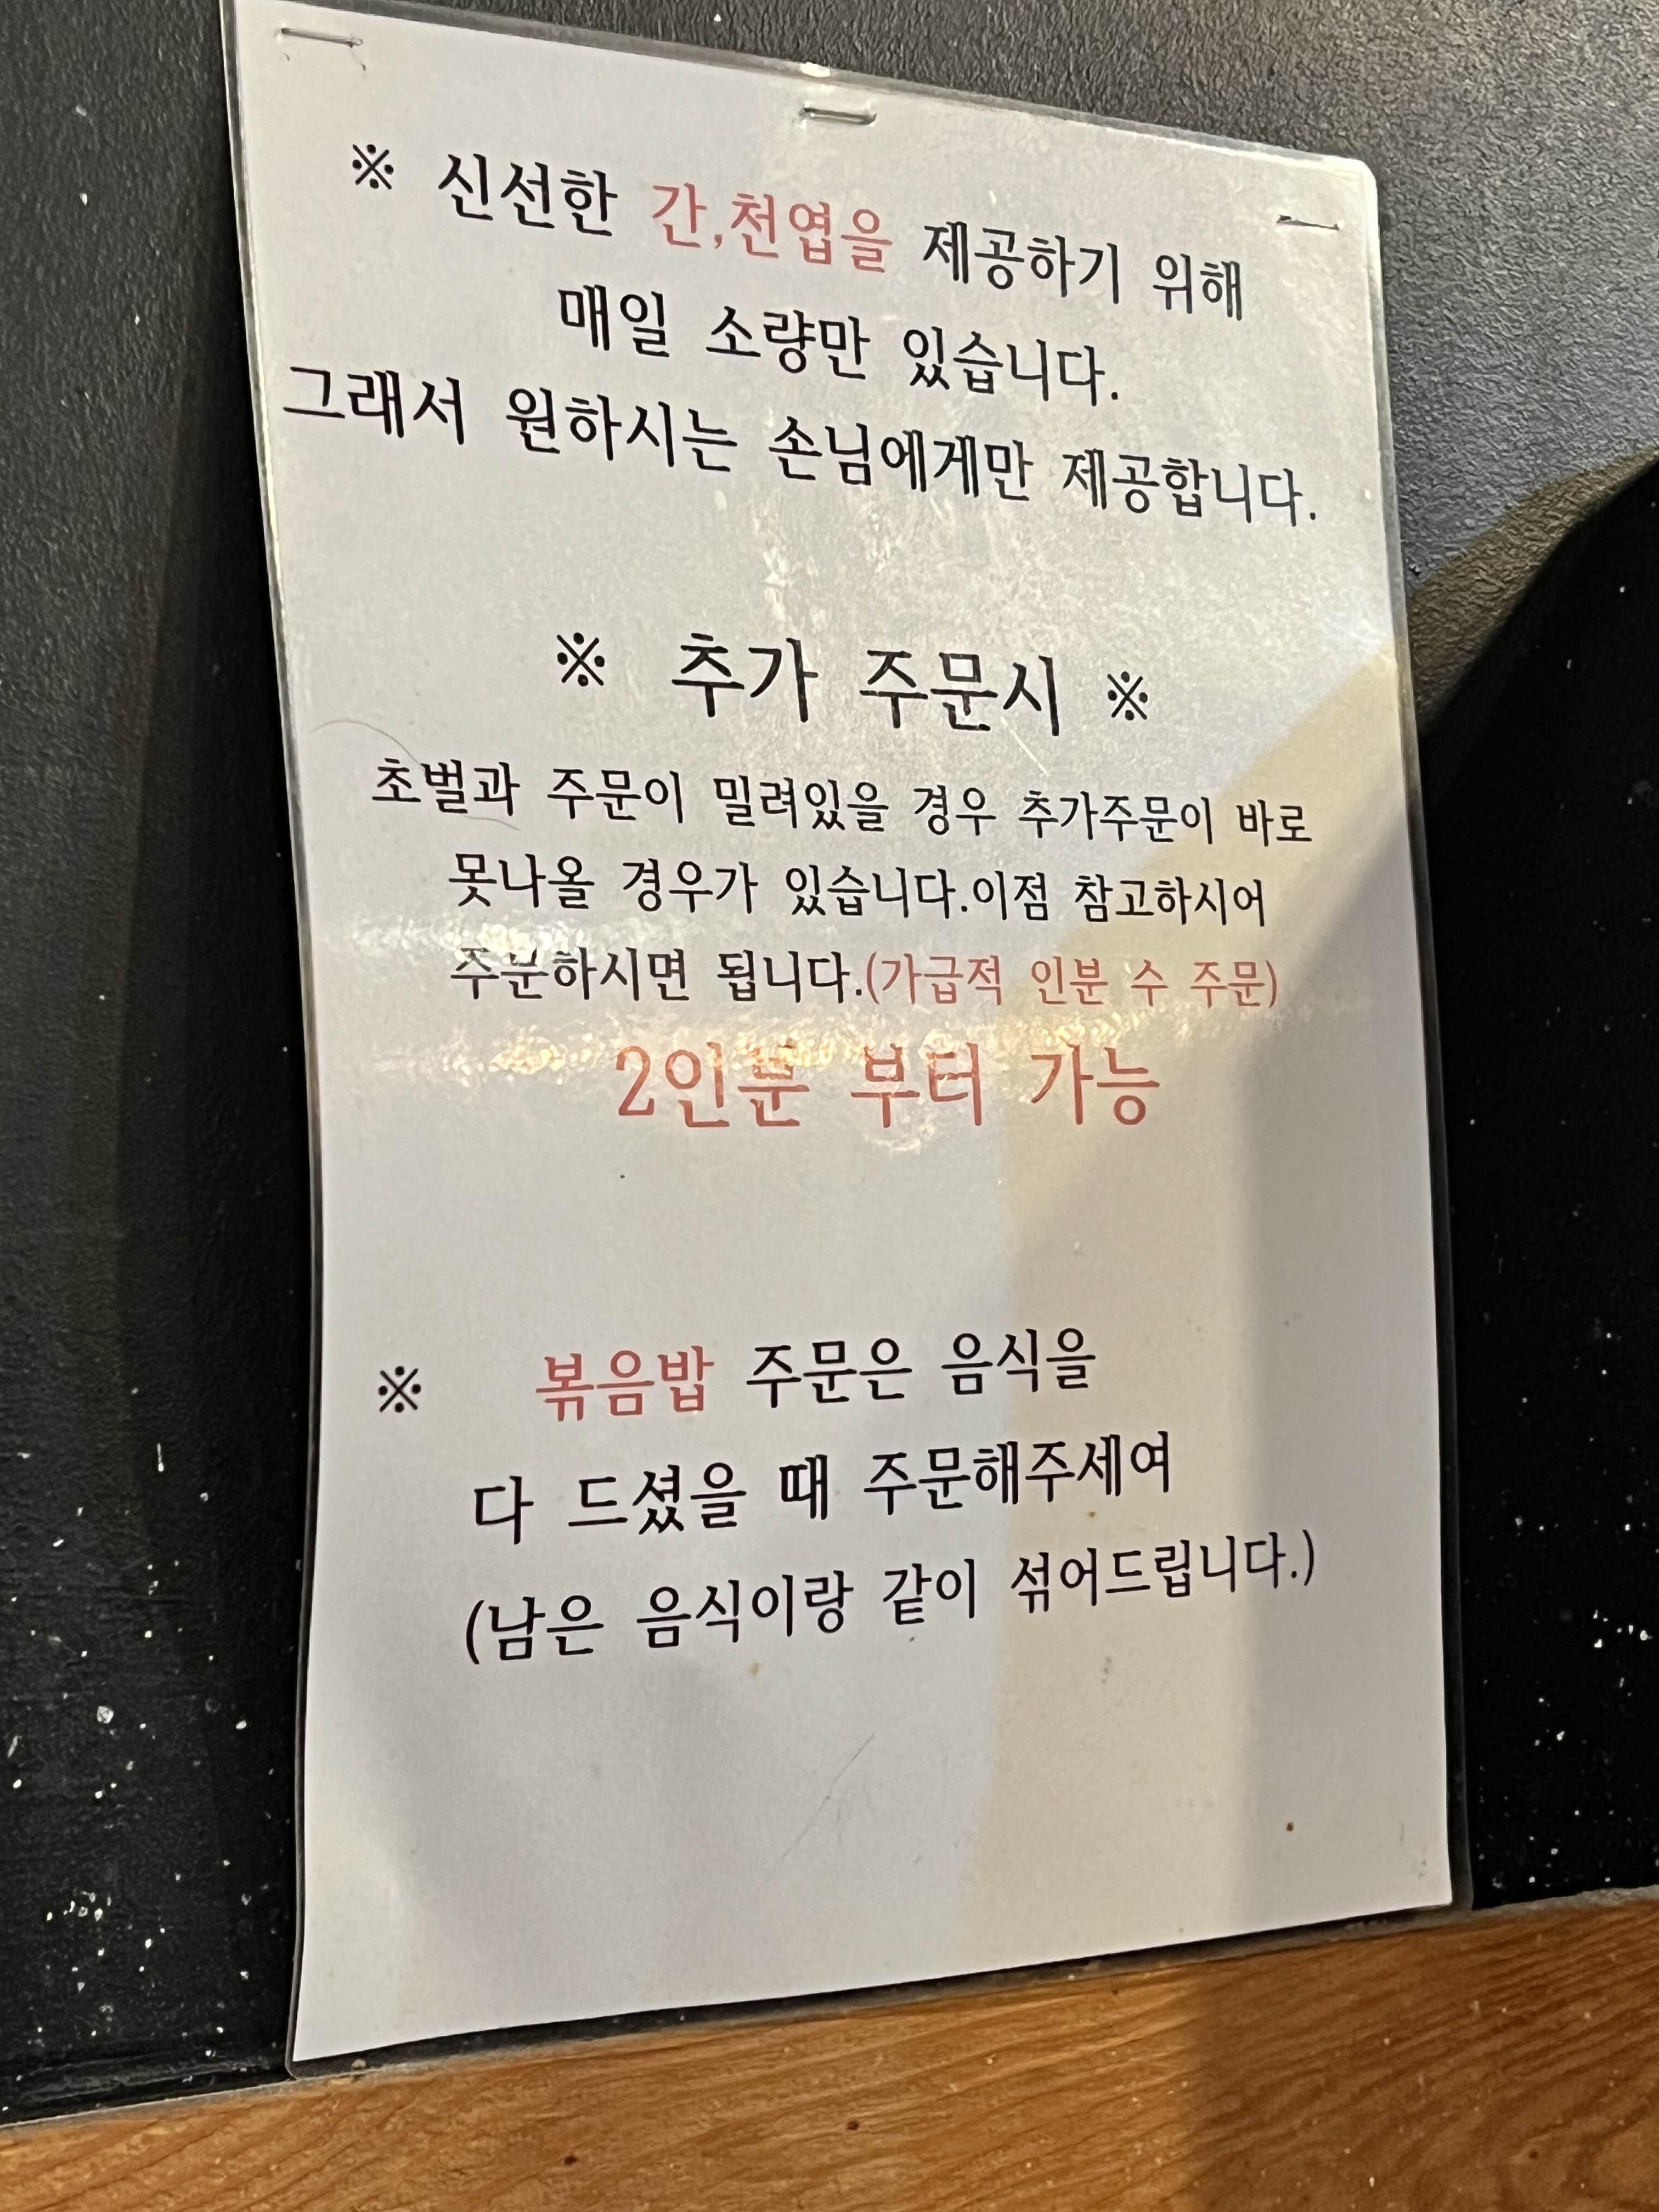 ※ 신선한 간,천엽을 제공하기 위해
매일 소량만 있습니다.
그래서 원하시는 손님에게만 제공합니다.
※ 추가 주문시 ※
초벌과 주문이 밀려있을 경우 추가주문이 바로
못나올 경우가 있습니다.이점 참고하시어
주문하시면 됩니다.(가급적 인분 수 주문)
2인분 부터 가능
※ 볶음밥 주문은 음식을
다 드셨을 때 주문해주세여
(남은 음식이랑 같이 섞어드립니다.)